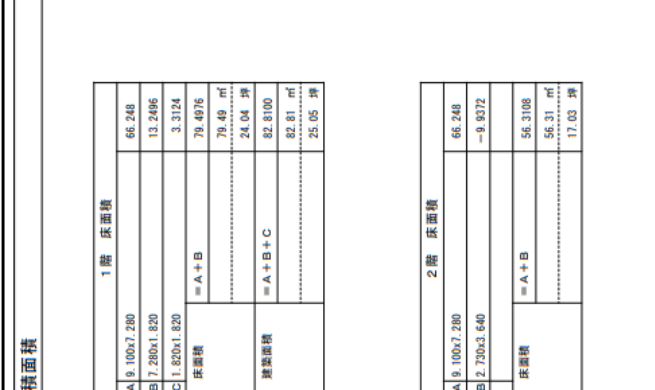 積面積
1階 床面積
A 9.100x7.280 66.248
B 7.280x1.820 13.2496
C 1.820x1.820 3.3124
床面積 =A+B 79.4976
79.49 ㎡
24.04 坪
建築面積 =A+B+C 82.8100
82.81 ㎡
25.05 坪
2階 床面積
A 9.100x7.280 66.248
B 2.730x3.640 −9.9372
床面積 =A+B 56.3108
56.31 ㎡
17.03 坪